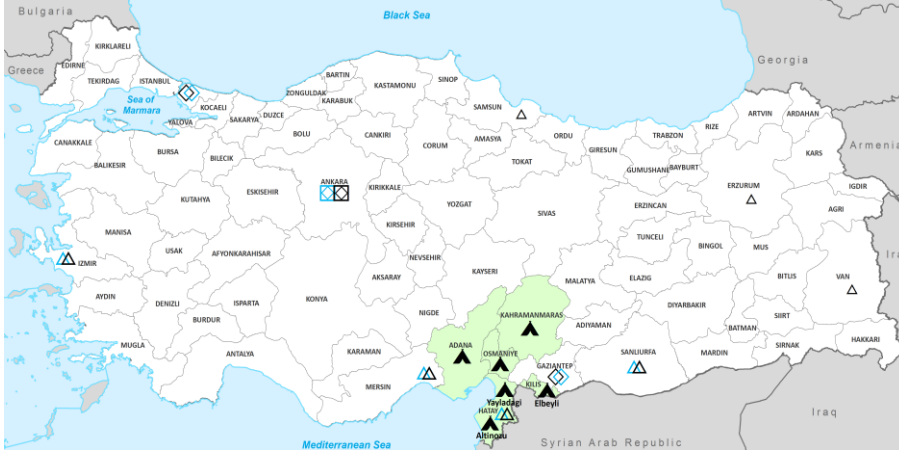 Bulgaria
Black Sea
KIRKLARELI
EDIRNE
Greece
TEKIRDAG
ISTANBUL
Sea of
Marmara
KOCAELI
YALOVA
SAKARYA
DUZCE
ZONGULDAK
BARTIN
KARABUK
KASTAMONU
SINOP
SAMSUN
Georgia
ARTVIN
ARDAHAN
RIZE
TRABZON
ORDU
GIRESUN
AMASYA
CORUM
CANKIRI
BOLU
CANAKKALE
BALIKESIR
BURSA
BILECIK
TOKAT
GUMUSHANE
BAYBURT
KARS
Armenia
ANKARA
KIRIKKALE
ESKISEHIR
KUTAHYA
YOZGAT
SIVAS
ERZINCAN
ERZURUM
IGDIR
AGRI
MANISA
USAK
AFYONKARAHISAR
KIRSEHIR
NEVSEHIR
KAYSERI
TUNCELI
BINGOL
MUS
IZMIR
AKSARAY
MALATYA
ELAZIG
BITLIS
VAN
Ira
AYDIN
DENIZLI
ISPARTA
KONYA
NIGDE
KAHRAMANMARAS
ADIYAMAN
DIYARBAKIR
BATMAN
SIIRT
BURDUR
MUGLA
ANTALYA
KARAMAN
MERSIN
ADANA
OSMANIYE
GAZIANTEP
SANLIURFA
MARDIN
SIRNAK
HAKKARI
KILIS
Yayladagi
Elbeyli
HATAY
Altinozu
Mediterranean Sea
Syrian Arab Republic
Iraq